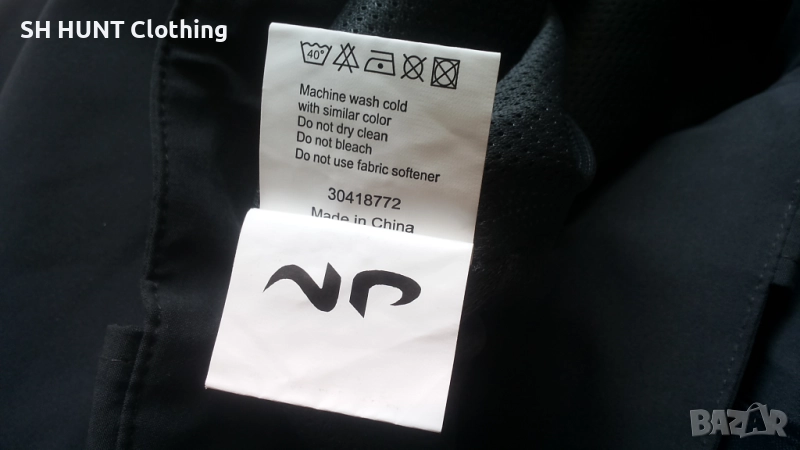 SH HUNT Clothing
40°
Machine wash cold
with similar color
Do not dry clean
Do not bleach
Do not use fabric softener
30418772
Made in China
BAZAR